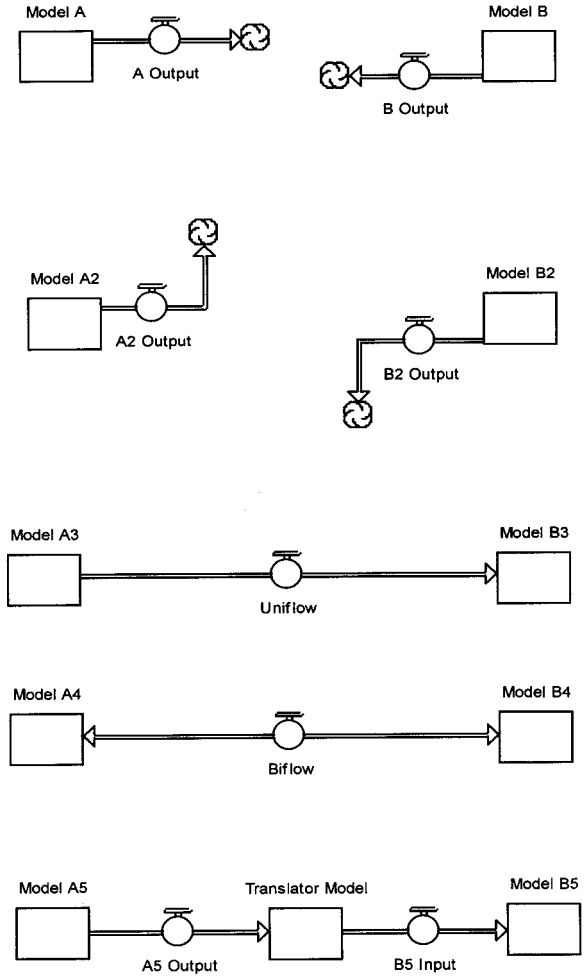 Model A
Model B
A Output
B Output
Model A2
Model B2
A2 Output
B2 Output
Model A3
Model B3
Uniflow
Model A4
Model B4
Biflow
Model A5
Translator Model
Model B5
A5 Output
B5 Input